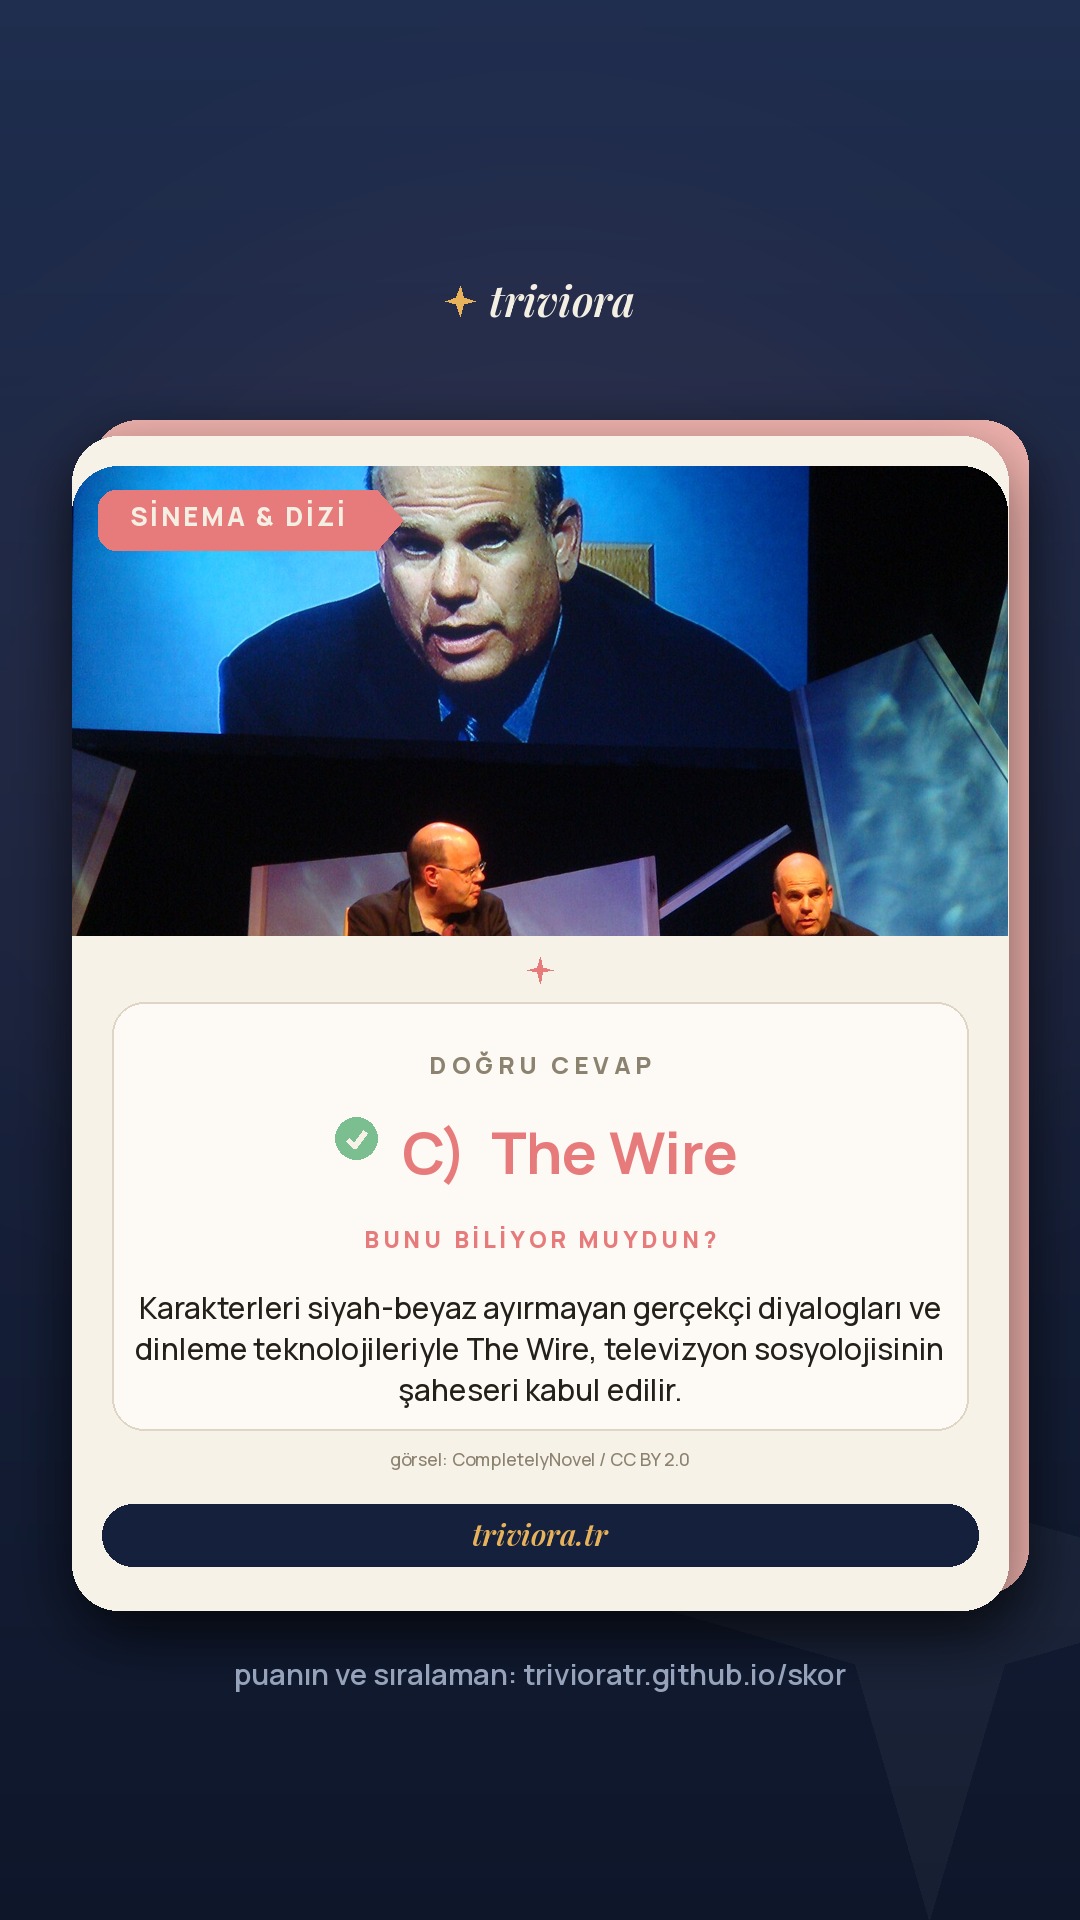 triviora
SİNEMA & DİZİ
DOĞRU CEVAP
C) The Wire
BUNU BİLİYOR MUYDUN?
Karakterleri siyah-beyaz ayırmayan gerçekçi diyalogları ve
dinleme teknolojileriyle The Wire, televizyon sosyolojisinin
şaheseri kabul edilir.
görsel: CompletelyNovel / CC BY 2.0
triviora.tr
puanın ve sıralaman: trivioratr.github.io/skor